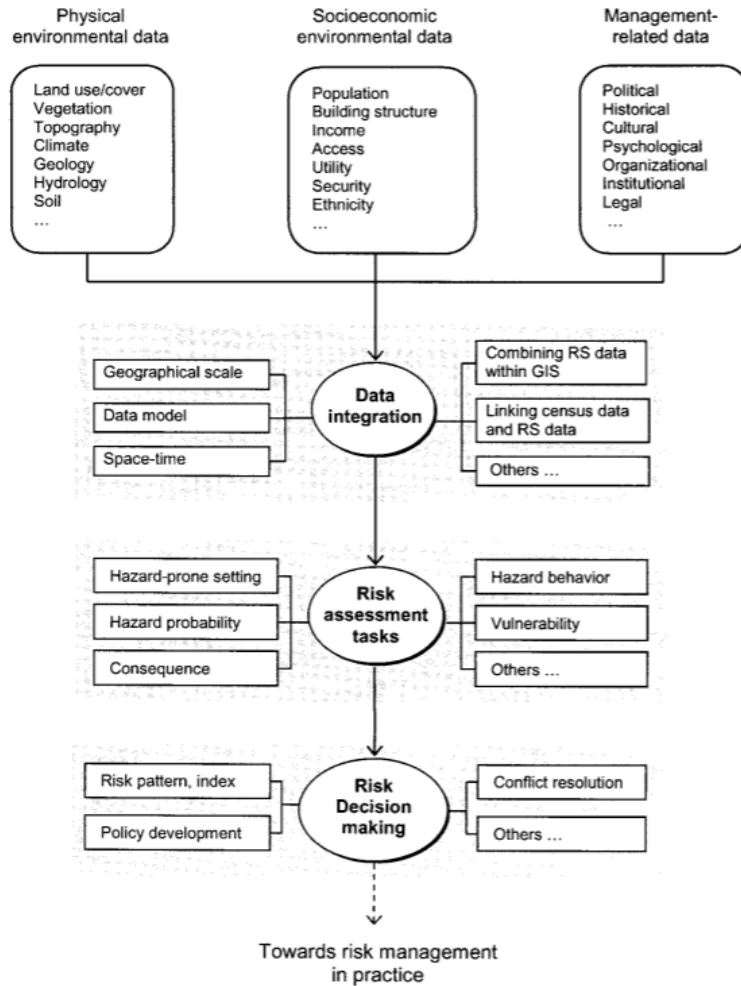 Physical
environmental data
Socioeconomic
environmental data
Management-
related data
Land use/cover
Vegetation
Topography
Climate
Geology
Hydrology
Soil
...
Population
Building structure
Income
Access
Utility
Security
Ethnicity
...
Political
Historical
Cultural
Psychological
Organizational
Institutional
Legal
...
Geographical scale
Data model
Space-time
Data
integration
Combining RS data
within GIS
Linking census data
and RS data
Others ...
Hazard-prone setting
Hazard probability
Consequence
Risk
assessment
tasks
Hazard behavior
Vulnerability
Others ...
Risk pattern, index
Policy development
Risk
Decision
making
Conflict resolution
Others ...
Towards risk management
in practice